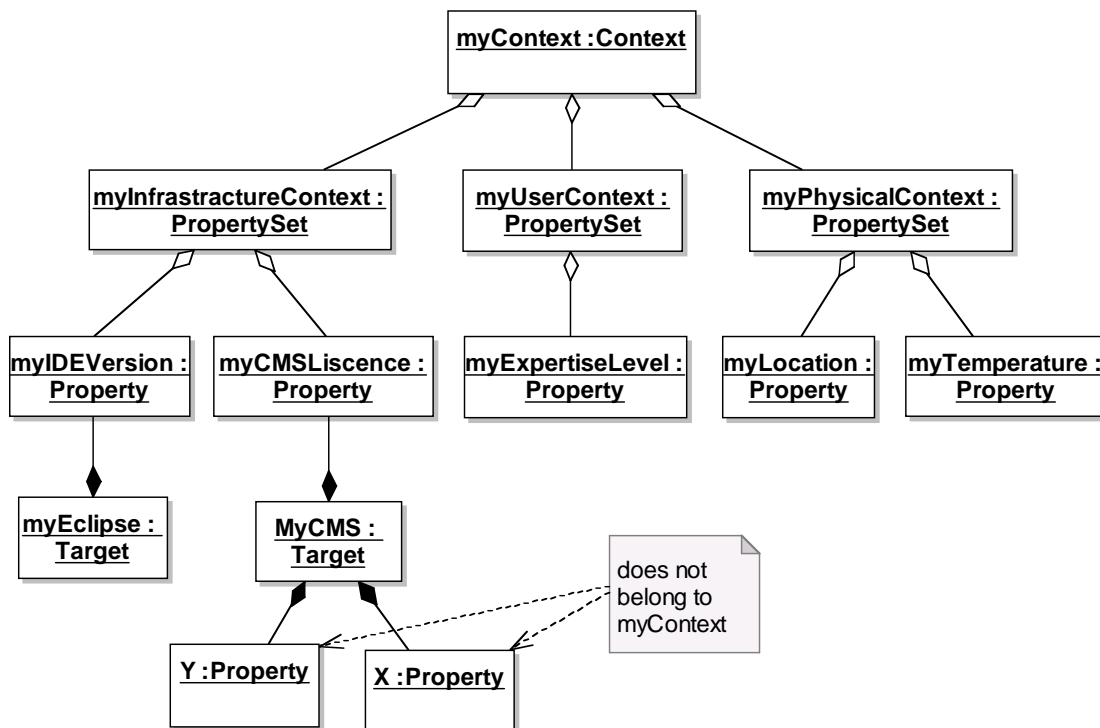 myContext :Context
myInfrastractureContext :
PropertySet
myUserContext :
PropertySet
myPhysicalContext :
PropertySet
myIDEVersion :
Property
myCMSLiscence :
Property
myExpertiseLevel :
Property
myLocation :
Property
myTemperature :
Property
myEclipse :
Target
MyCMS :
Target
does not
belong to
myContext
Y :Property
X :Property